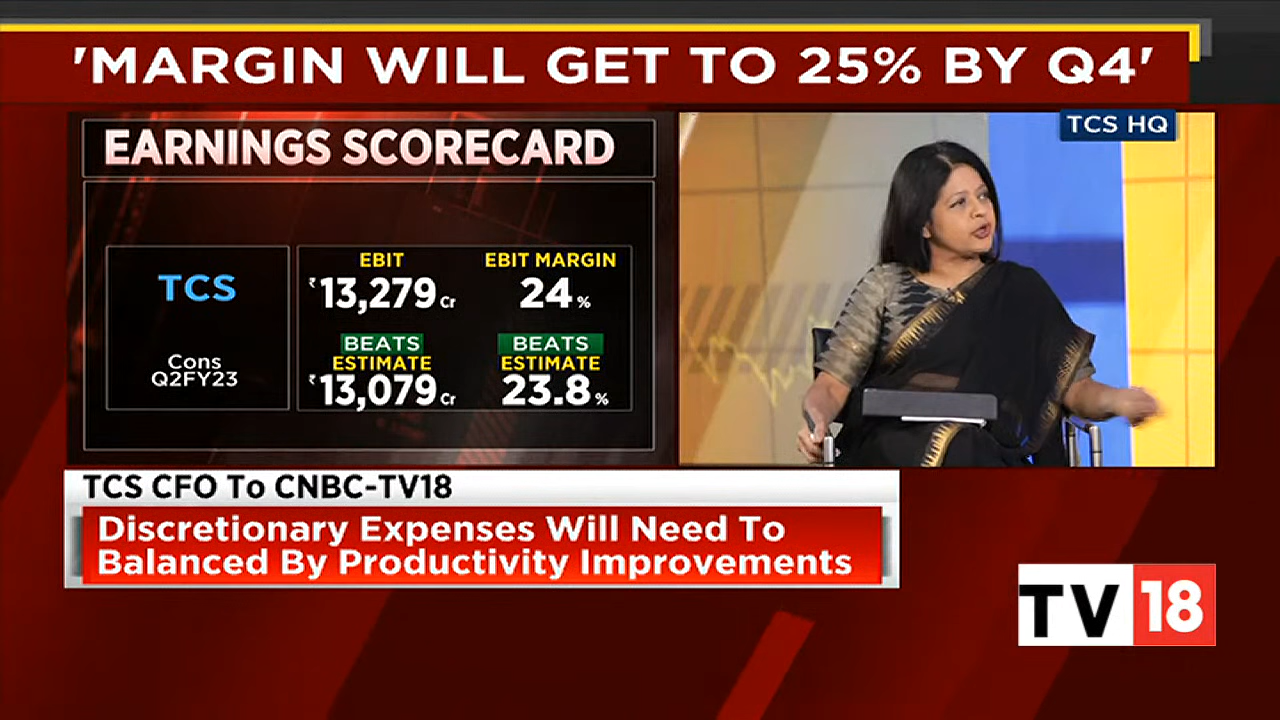 'MARGIN WILL GET TO 25% BY Q4'
EARNINGS SCORECARD
TCS HQ
TCS
Cons
Q2FY23
EBIT
₹13,279 Cr
BEATS
ESTIMATE
₹13,079 Cr
EBIT MARGIN
24 %
BEATS
ESTIMATE
23.8 %
TCS CFO To CNBC-TV18
Discretionary Expenses Will Need To
Balanced By Productivity Improvements
TV18